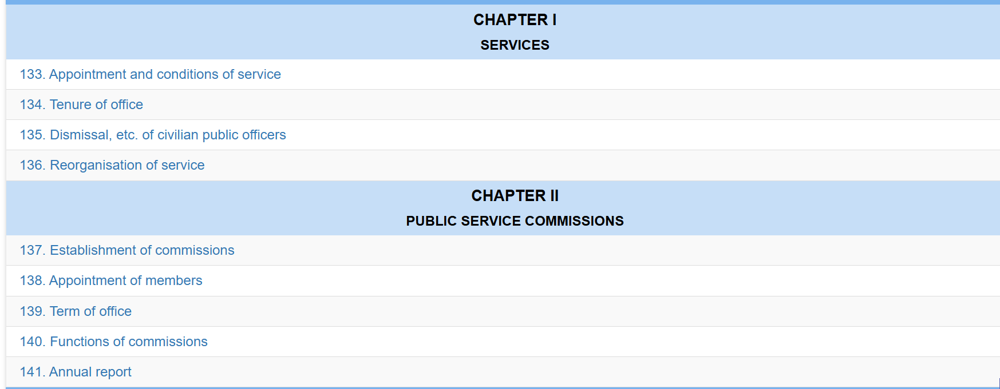 CHAPTER I
SERVICES
133. Appointment and conditions of service
134. Tenure of office
135. Dismissal, etc. of civilian public officers
136. Reorganisation of service
CHAPTER II
PUBLIC SERVICE COMMISSIONS
137. Establishment of commissions
138. Appointment of members
139. Term of office
140. Functions of commissions
141. Annual report